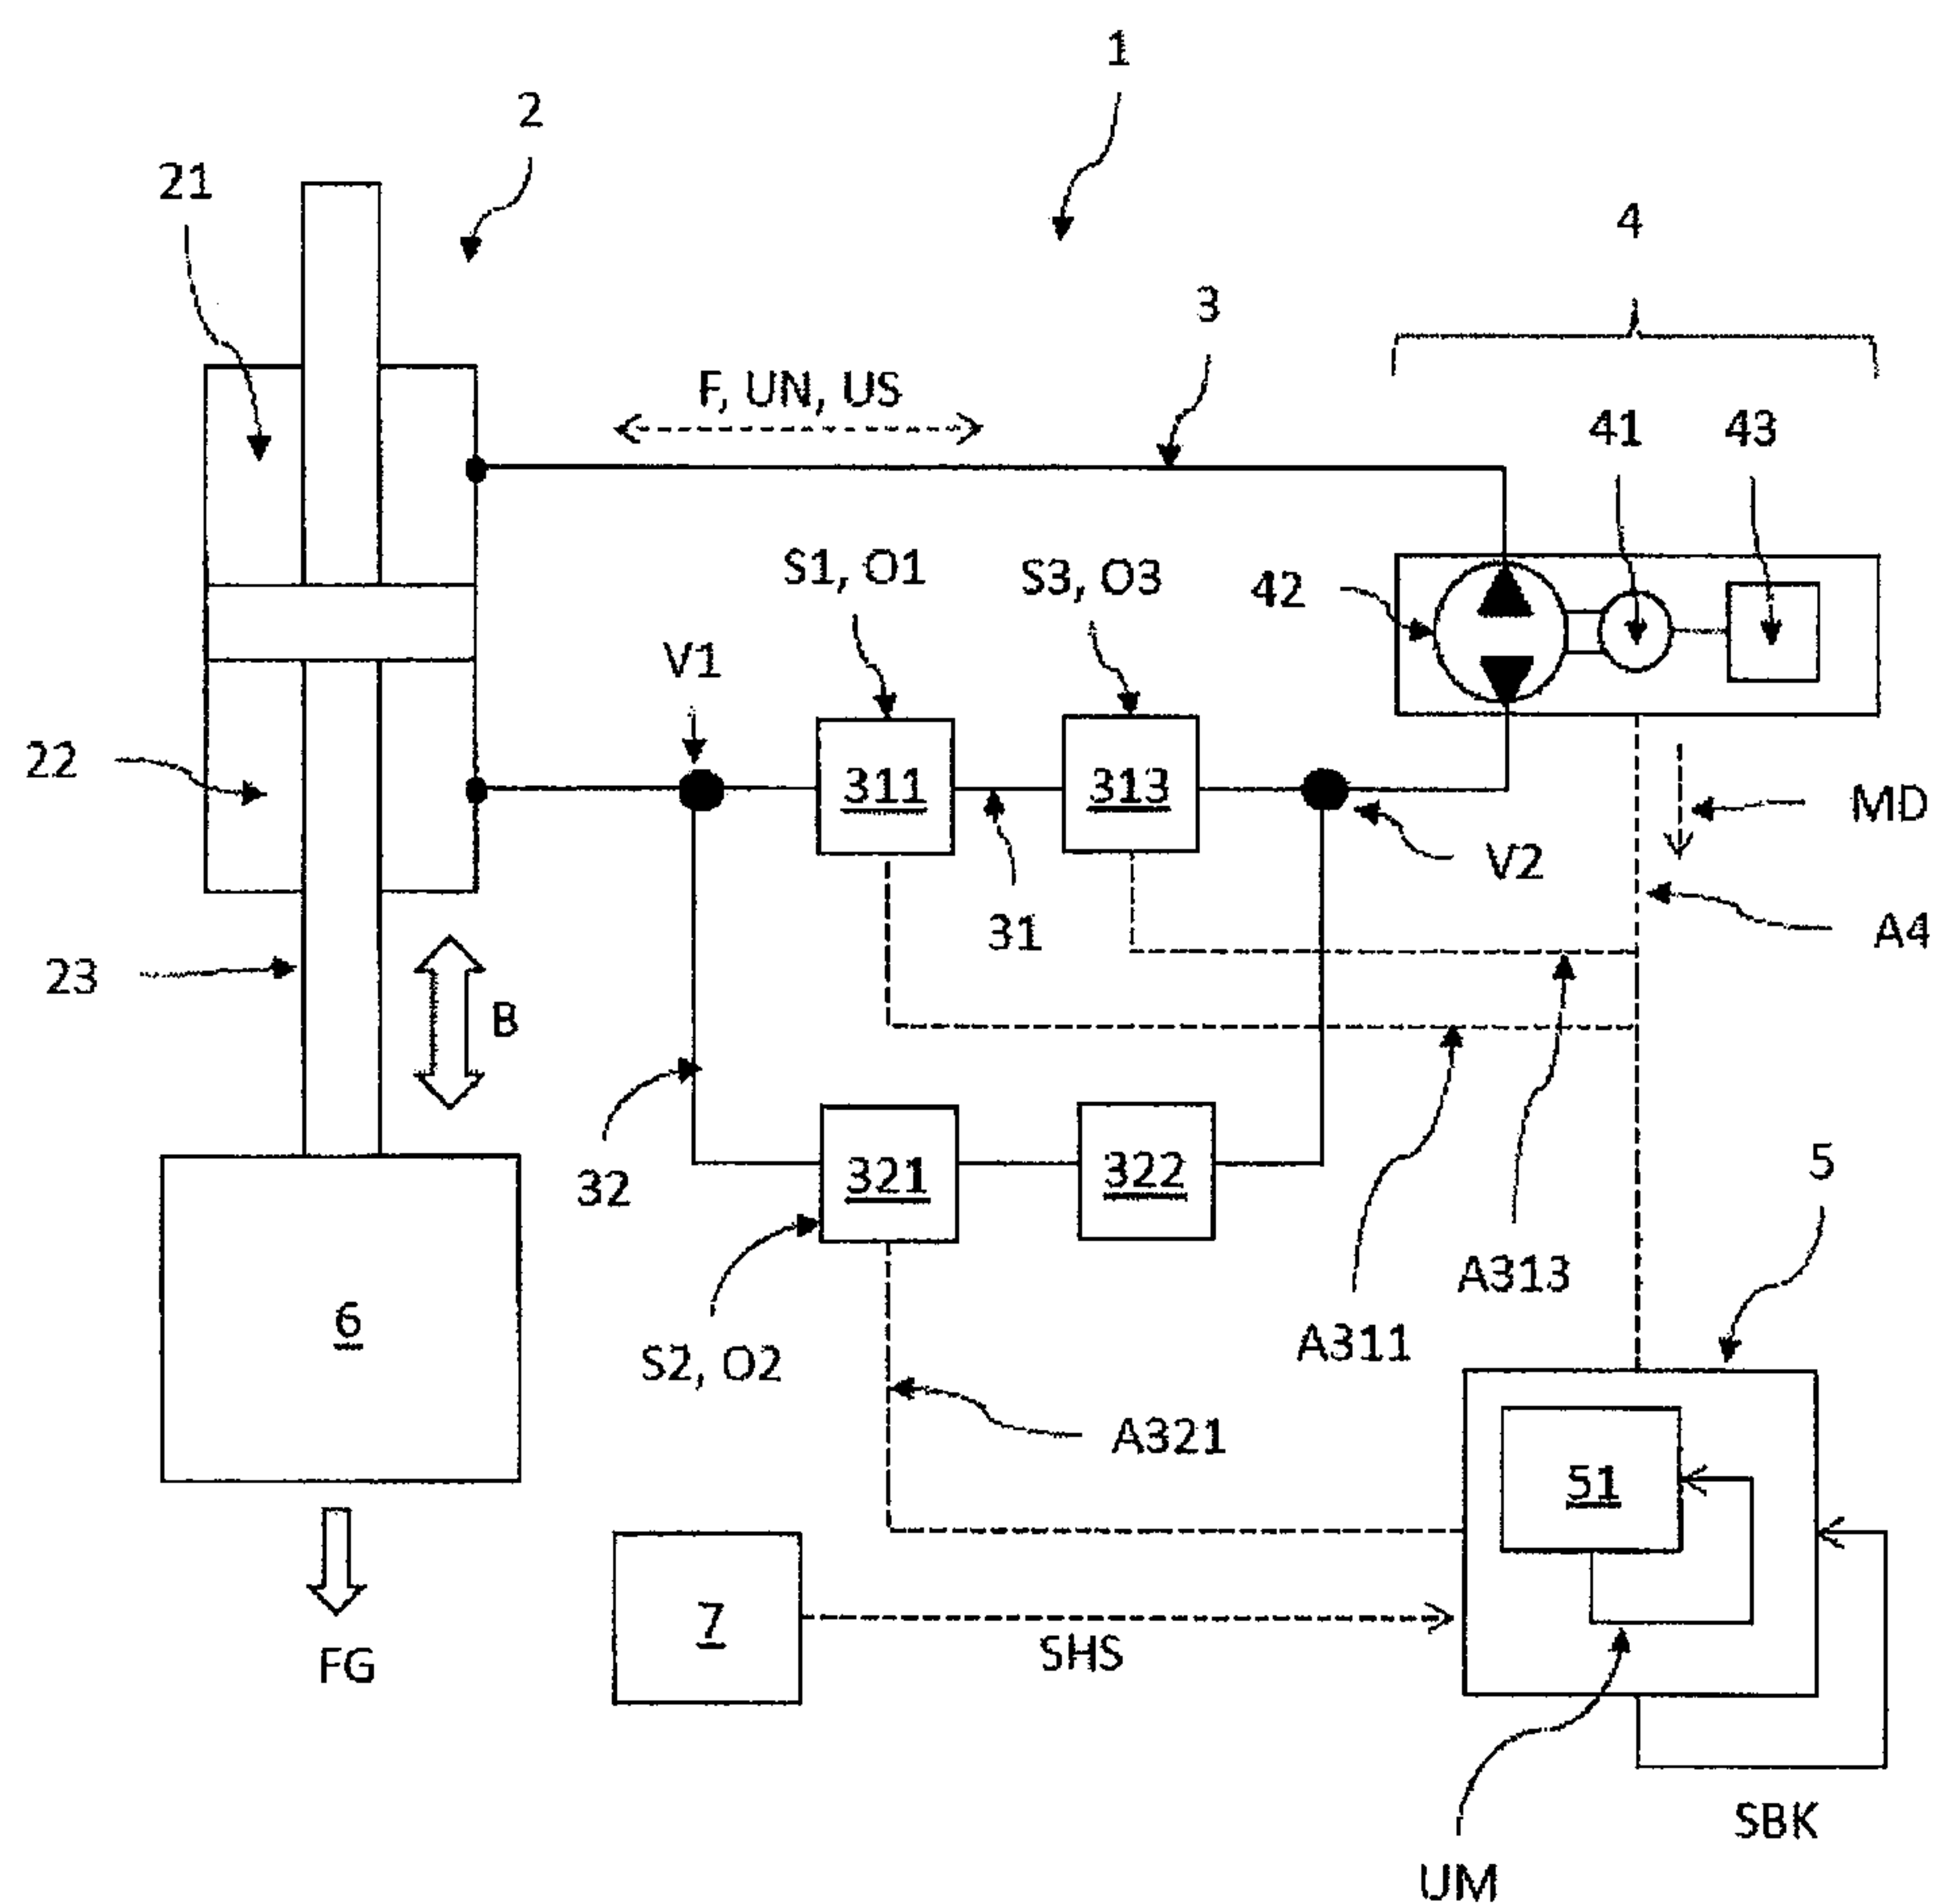 1
2
21
4
3
F, UN, US
41
43
S1, O1
S3, O3
42
V1
22
311
313
MD
V2
31
A4
23
B
5
32
321
322
A313
6
A311
S2, O2
A321
51
7
SHS
FG
SBK
UM